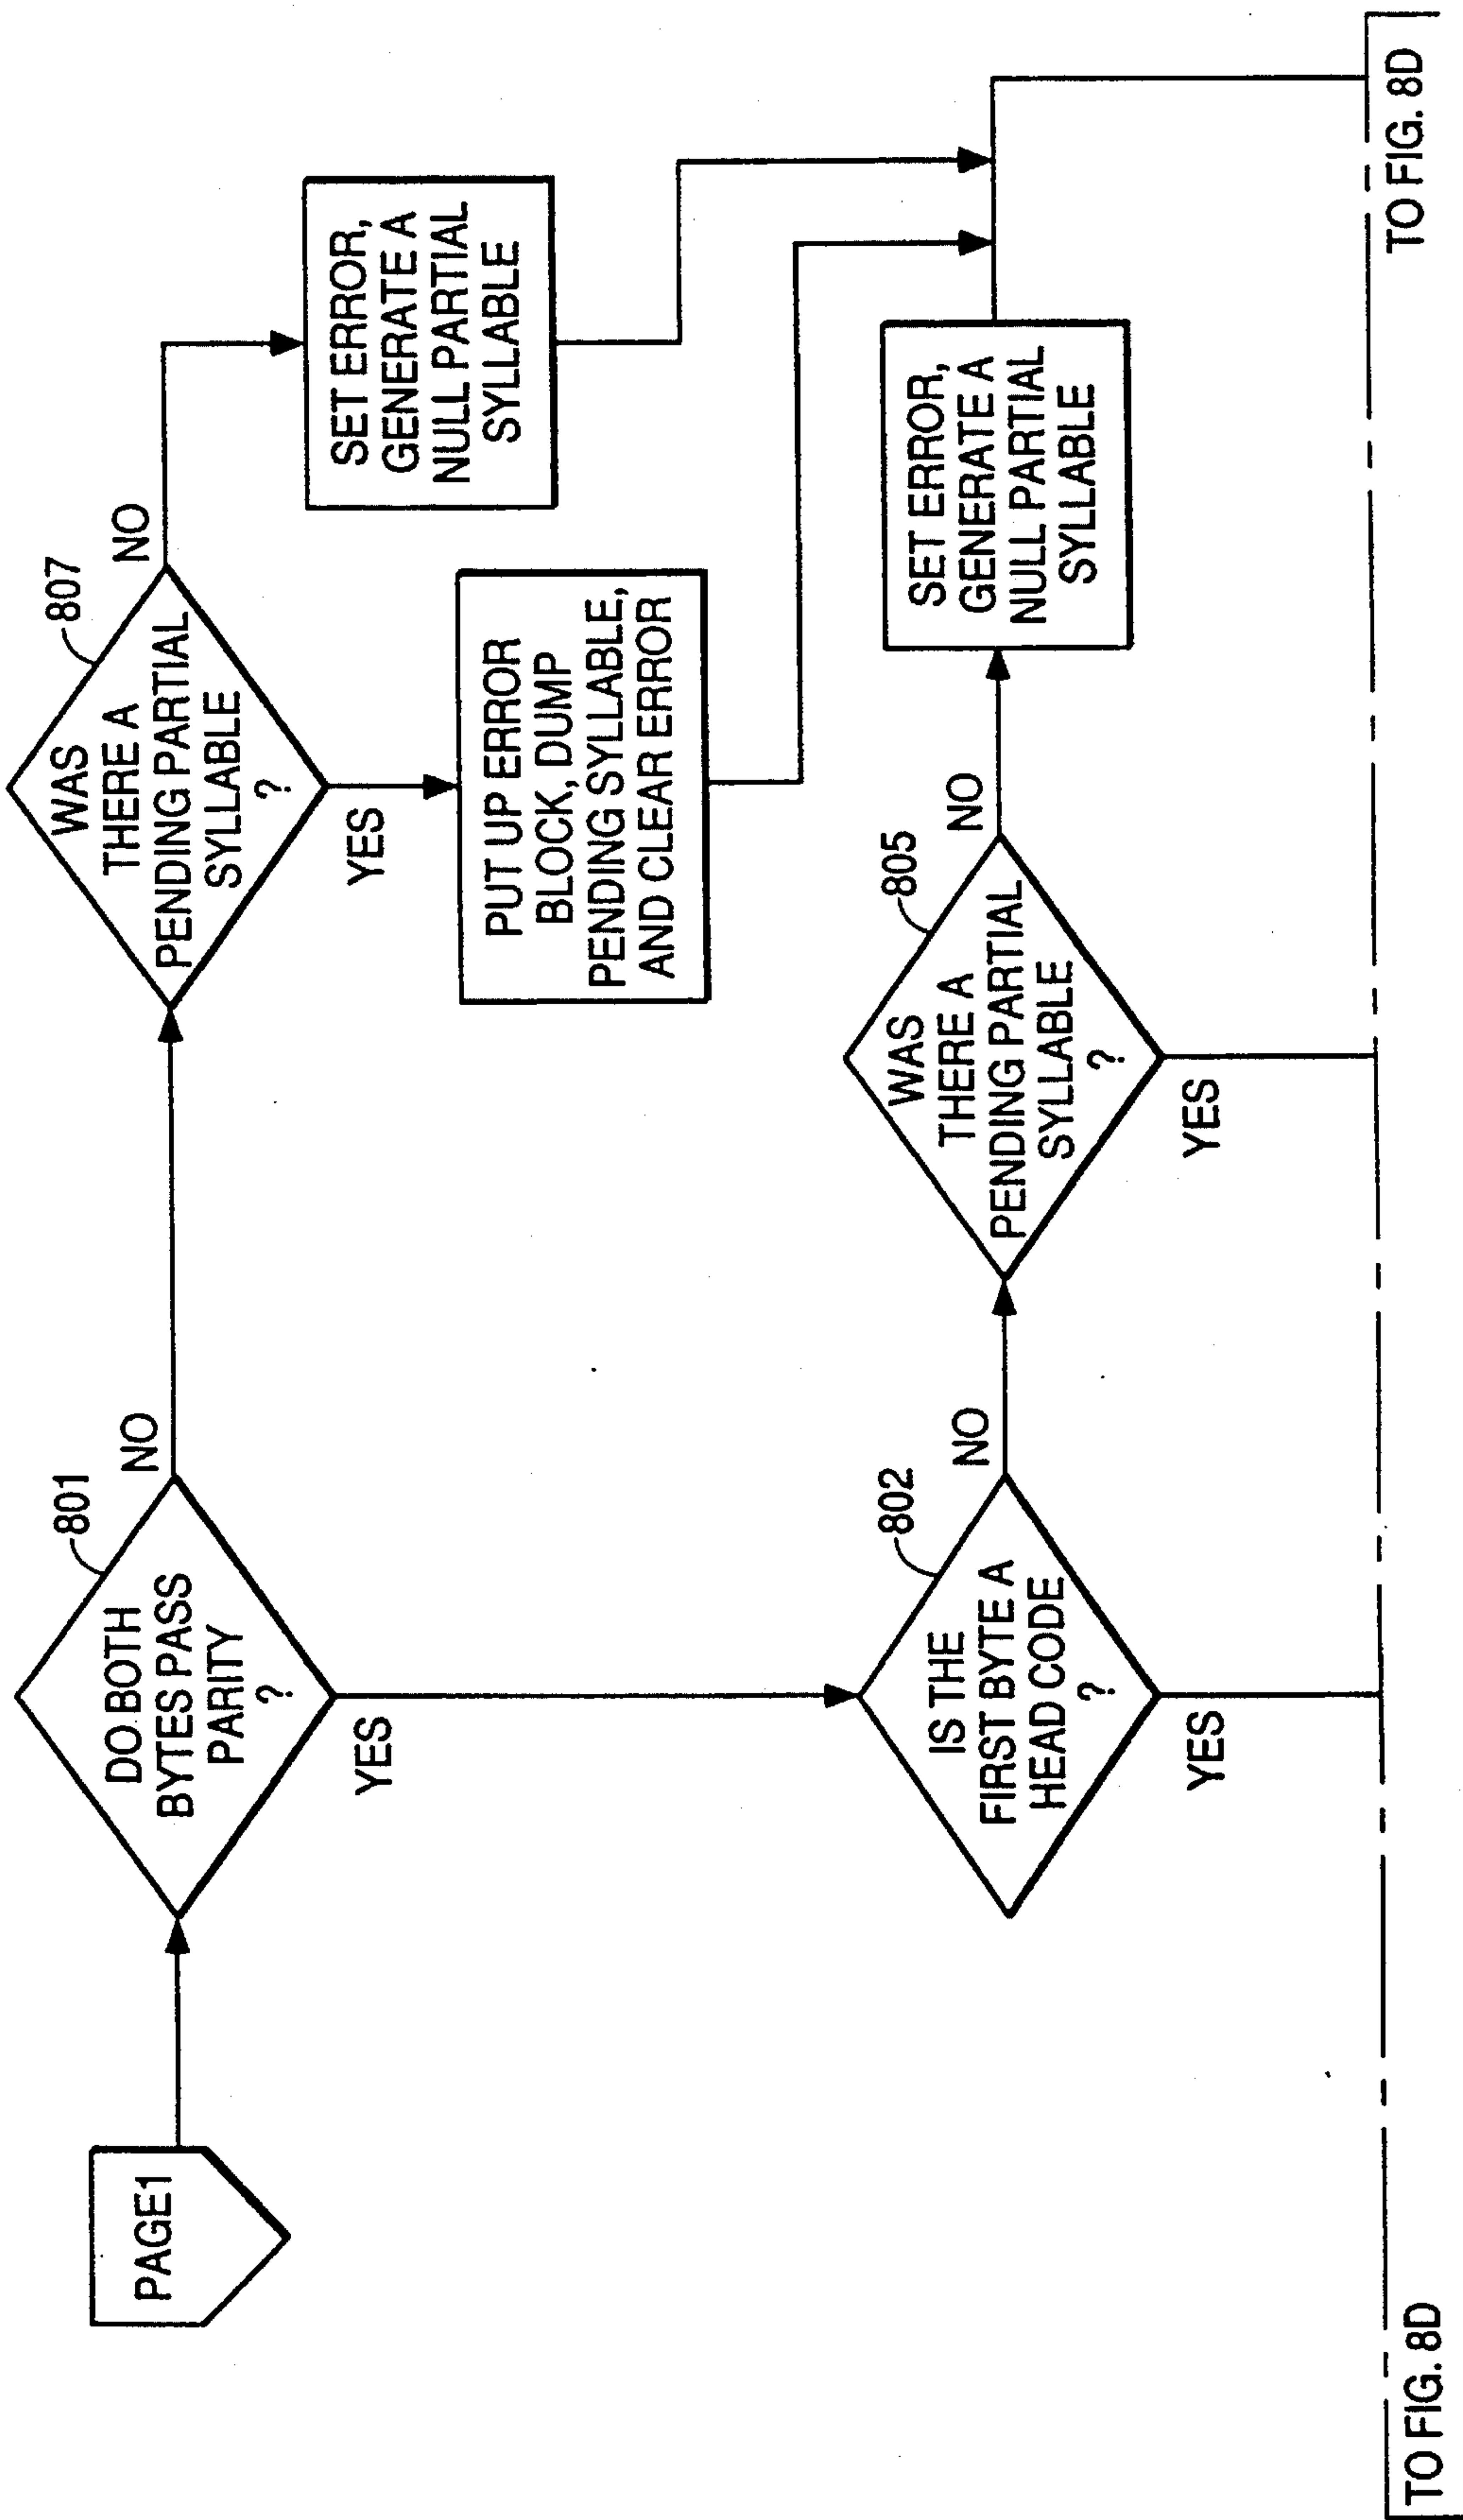 PAGE1
801
DO BOTH
BYTES PASS
PARITY
?
NO
YES
807
WAS
THERE A
PENDING PARTIAL
SYLLABLE
?
NO
YES
SET ERROR,
GENERATE A
NULL PARTIAL
SYLLABLE
PUT UP ERROR
BLOCK, DUMP
PENDING SYLLABLE,
AND CLEAR ERROR
802
IS THE
FIRST BYTE A
HEAD CODE
?
NO
YES
805
WAS
THERE A
PENDING PARTIAL
SYLLABLE
?
NO
YES
SET ERROR,
GENERATE A
NULL PARTIAL
SYLLABLE
TO FIG. 8D
TO FIG. 8D